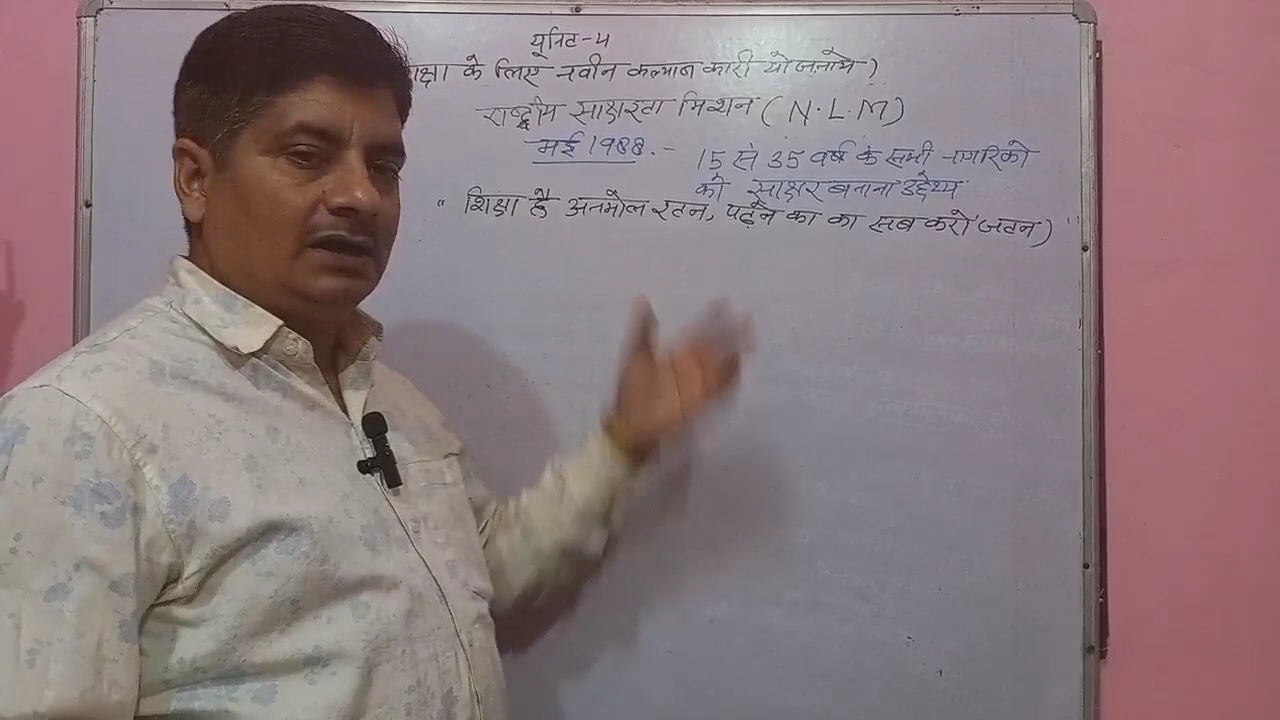 यूनिट-4
के लिए नवीन कल्याणकारी योजनाये)
राष्ट्रीय साक्षरता मिशन (N.L.M)
मई 1988.- 15 से 35 वर्ष के सभी नागरिको
को साक्षर बनाना उद्देश्य
"शिक्षा है अनमोल रतन, पढ़ने का का सब करो जतन)"